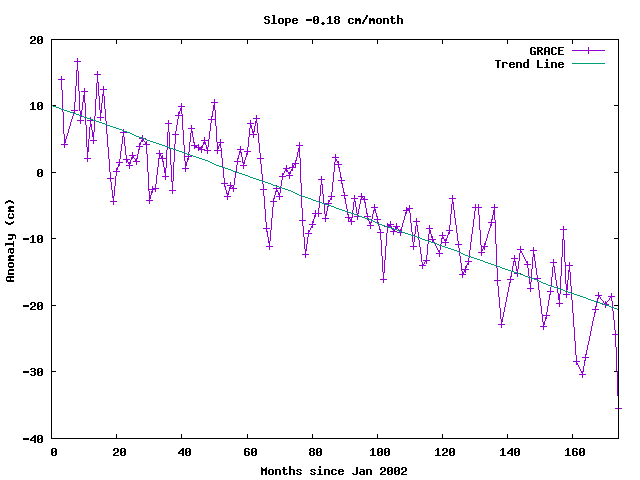 Slope -0.18 cm/month
GRACE
Trend Line
20
10
0
-10
-20
-30
-40
Anomaly (cm)
0 20 40 60 80 100 120 140 160
Months since Jan 2002